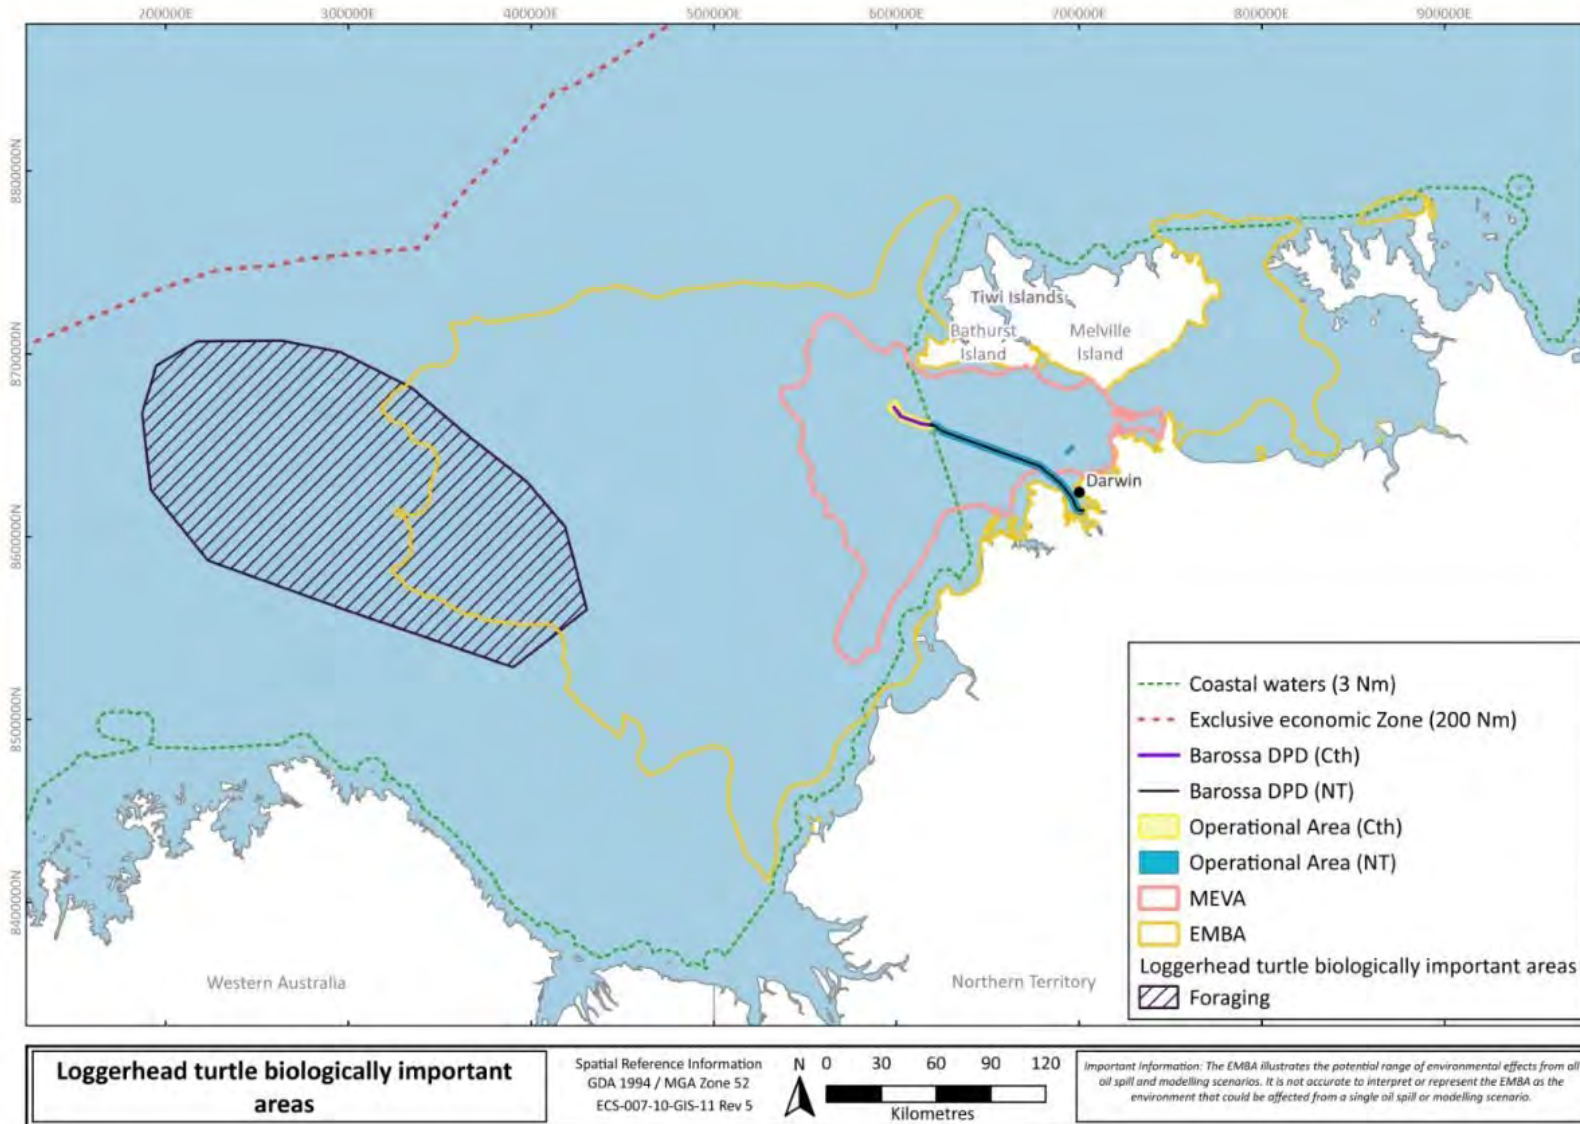 200000E 300000E 400000E 500000E 600000E 700000E 800000E 900000E
8800000N
8700000N
8600000N
8500000N
8400000N
Tiwi Islands
Bathurst
Island
Melville
Island
Darwin
Western Australia
Northern Territory
Coastal waters (3 Nm)
Exclusive economic Zone (200 Nm)
Barossa DPD (Cth)
Barossa DPD (NT)
Operational Area (Cth)
Operational Area (NT)
MEVA
EMBA
Loggerhead turtle biologically important areas
Foraging
Loggerhead turtle biologically important
areas
Spatial Reference Information
GDA 1994 / MGA Zone 52
ECS-007-10-GIS-11 Rev 5
N
0 30 60 90 120
Kilometres
Important Information: The EMBA illustrates the potential range of environmental effects from all
oil spill and modelling scenarios. It is not accurate to interpret or represent the EMBA as the
environment that could be affected from a single oil spill or modelling scenario.